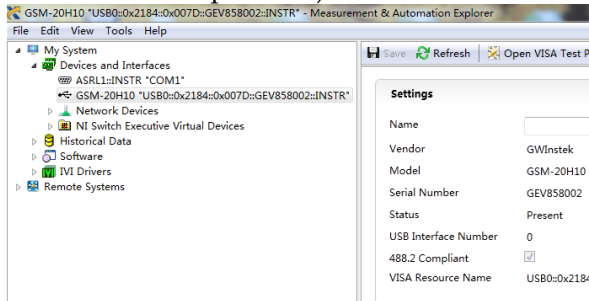 GSM-20H10 "USB0::0x2184::0x007D::GEV858002::INSTR" - Measurement & Automation Explorer
File Edit View Tools Help
My System
Devices and Interfaces
ASRL1::INSTR "COM1"
GSM-20H10 "USB0::0x2184::0x007D::GEV858002::INSTR"
Network Devices
NI Switch Executive Virtual Devices
Historical Data
Software
IVI Drivers
Remote Systems
Save Refresh Open VISA Test P
Settings
Name
Vendor GWInstek
Model GSM-20H10
Serial Number GEV858002
Status Present
USB Interface Number 0
488.2 Compliant
VISA Resource Name USB0::0x2184